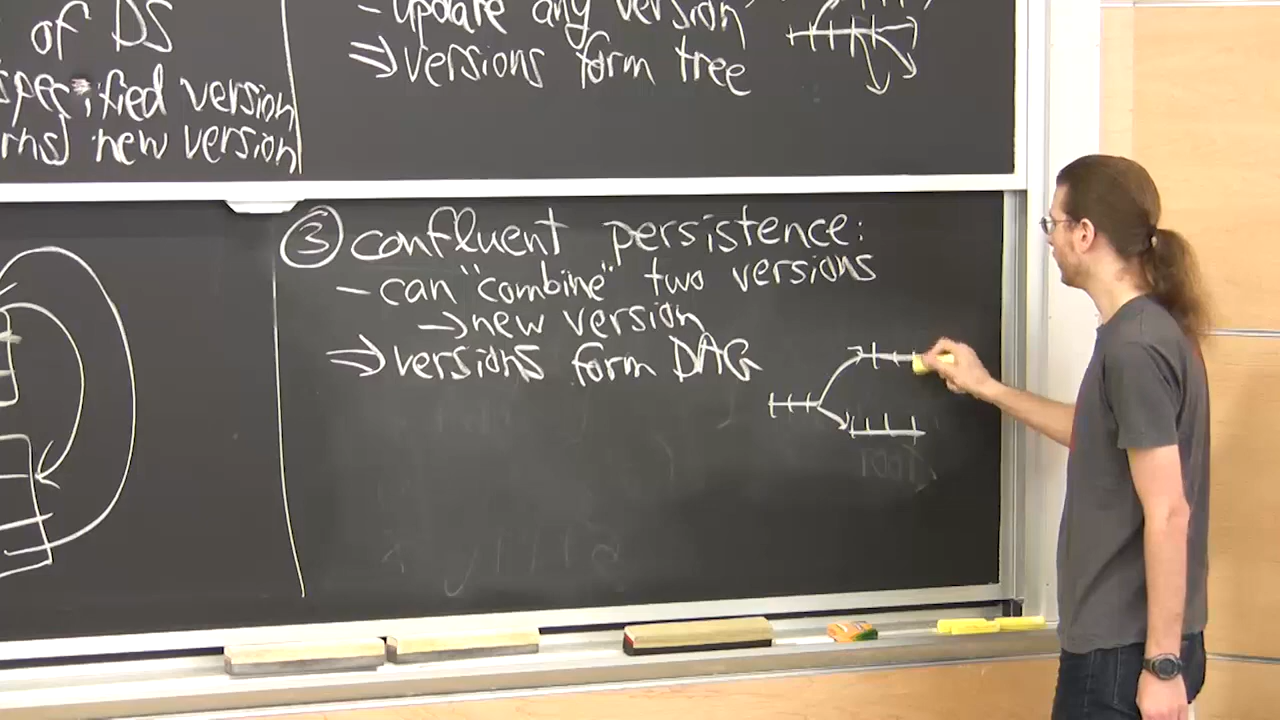 of DS
specified version
new version
- update any version
⇒ versions form tree
③ confluent persistence:
- can "combine" two versions
→ new version
⇒ versions form DAG